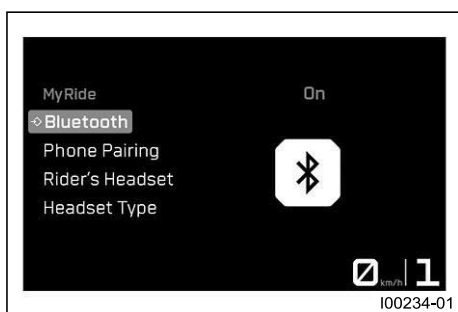 MyRide On
Bluetooth
Phone Pairing
Rider's Headset
Headset Type
0 km/h 1
I00234-01